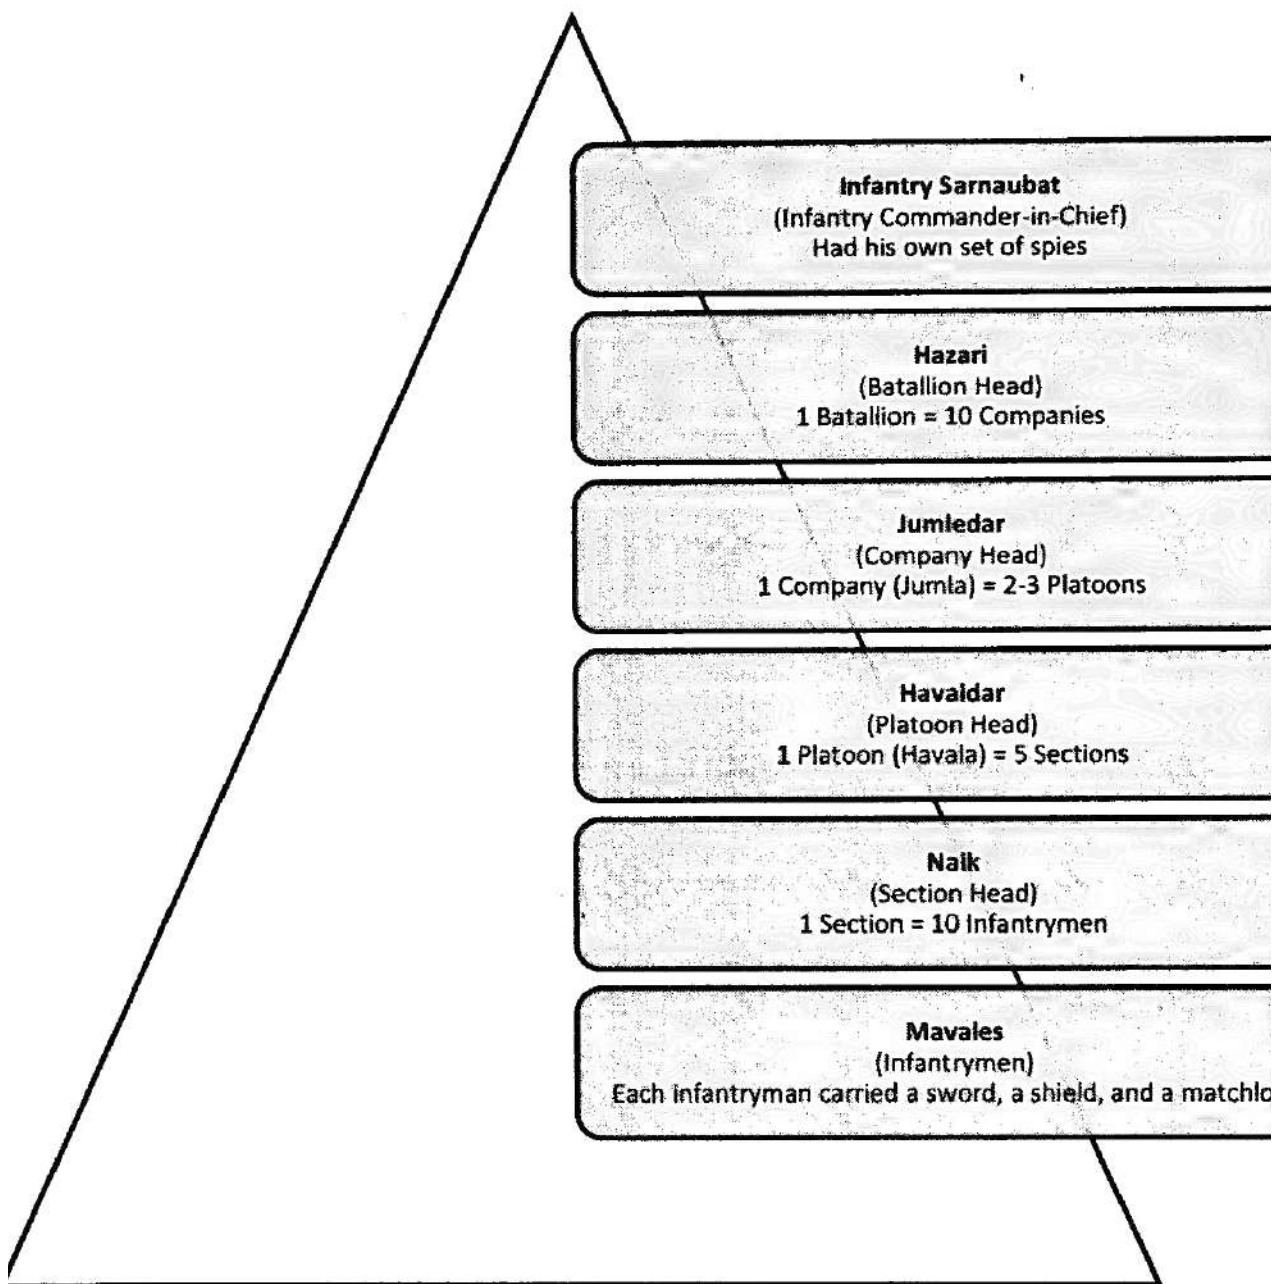 Infantry Sarnaubat
(Infantry Commander-in-Chief)
Had his own set of spies
Hazari
(Batallion Head)
1 Batallion = 10 Companies
Jumledar
(Company Head)
1 Company (Jumla) = 2-3 Platoons
Havaldar
(Platoon Head)
1 Platoon (Havala) = 5 Sections
Naik
(Section Head)
1 Section = 10 Infantrymen
Mavales
(Infantrymen)
Each infantryman carried a sword, a shield, and a matchlo